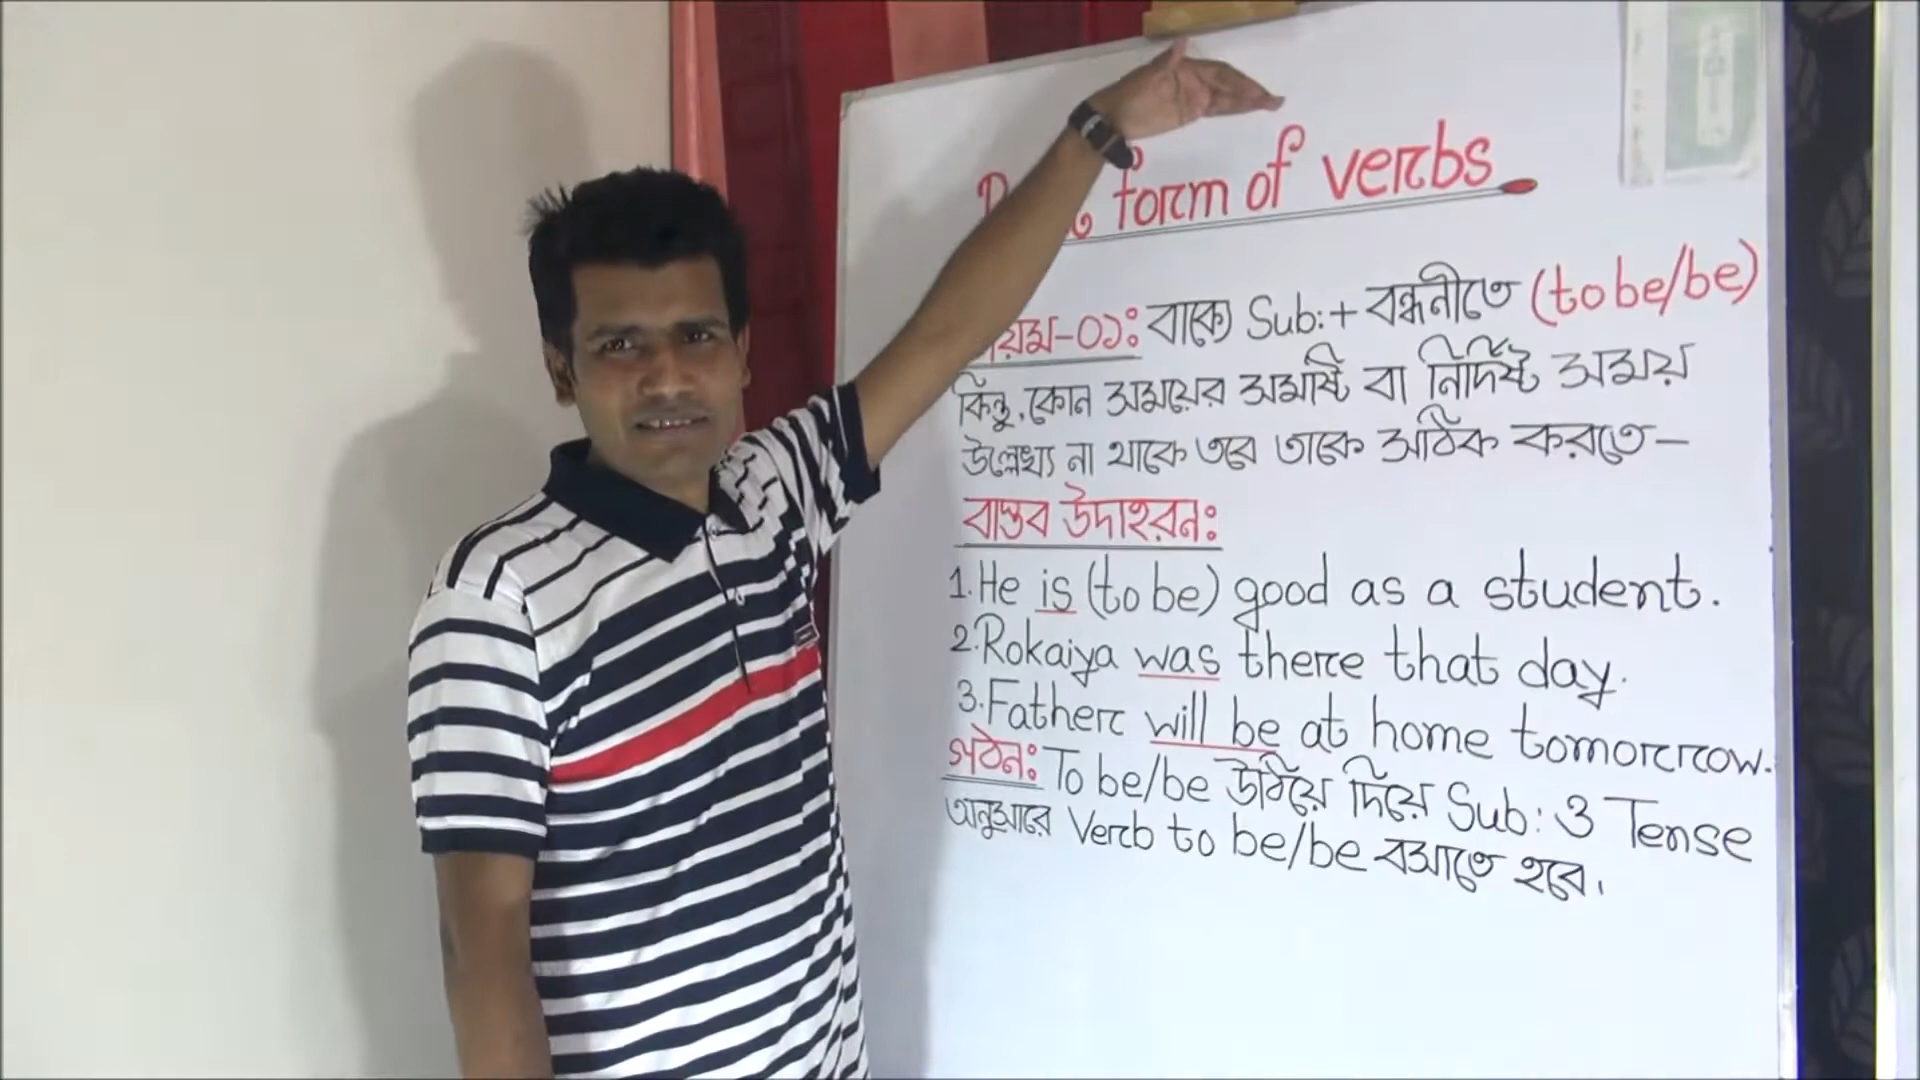 form of verbs
বাক্যে Sub:+ বন্ধনীতে (to be/be)
কিন্তু, কোন সময়ের সমষ্টি বা নির্দিষ্ট সময়
উল্লেখ্য না থাকে তবে তাকে সঠিক করতে-
বাস্তব উদাহরনঃ
1. He is (to be) good as a student.
2. Rokaiya was there that day.
3. Father will be at home tomorrow.
গঠনঃ To be/be উঠিয়ে দিয়ে Sub: ও Tense
অনুসারে Verb to be/be বসাতে হবে।